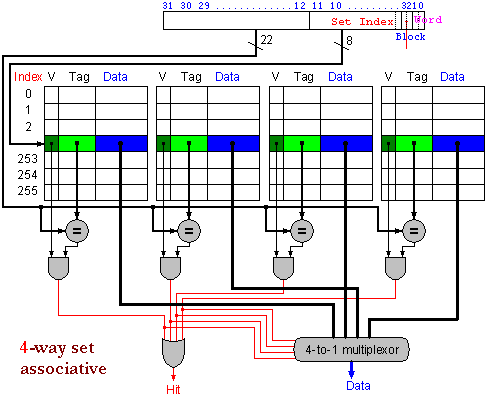 31 30 29 ............... 12 11 10 ..........3210
Set Index Word
Block
22 8
Index V Tag Data V Tag Data V Tag Data V Tag Data
0
1
2
253
254
255
= = = =
4-way set
associative
4-to-1 multiplexor
Hit
Data